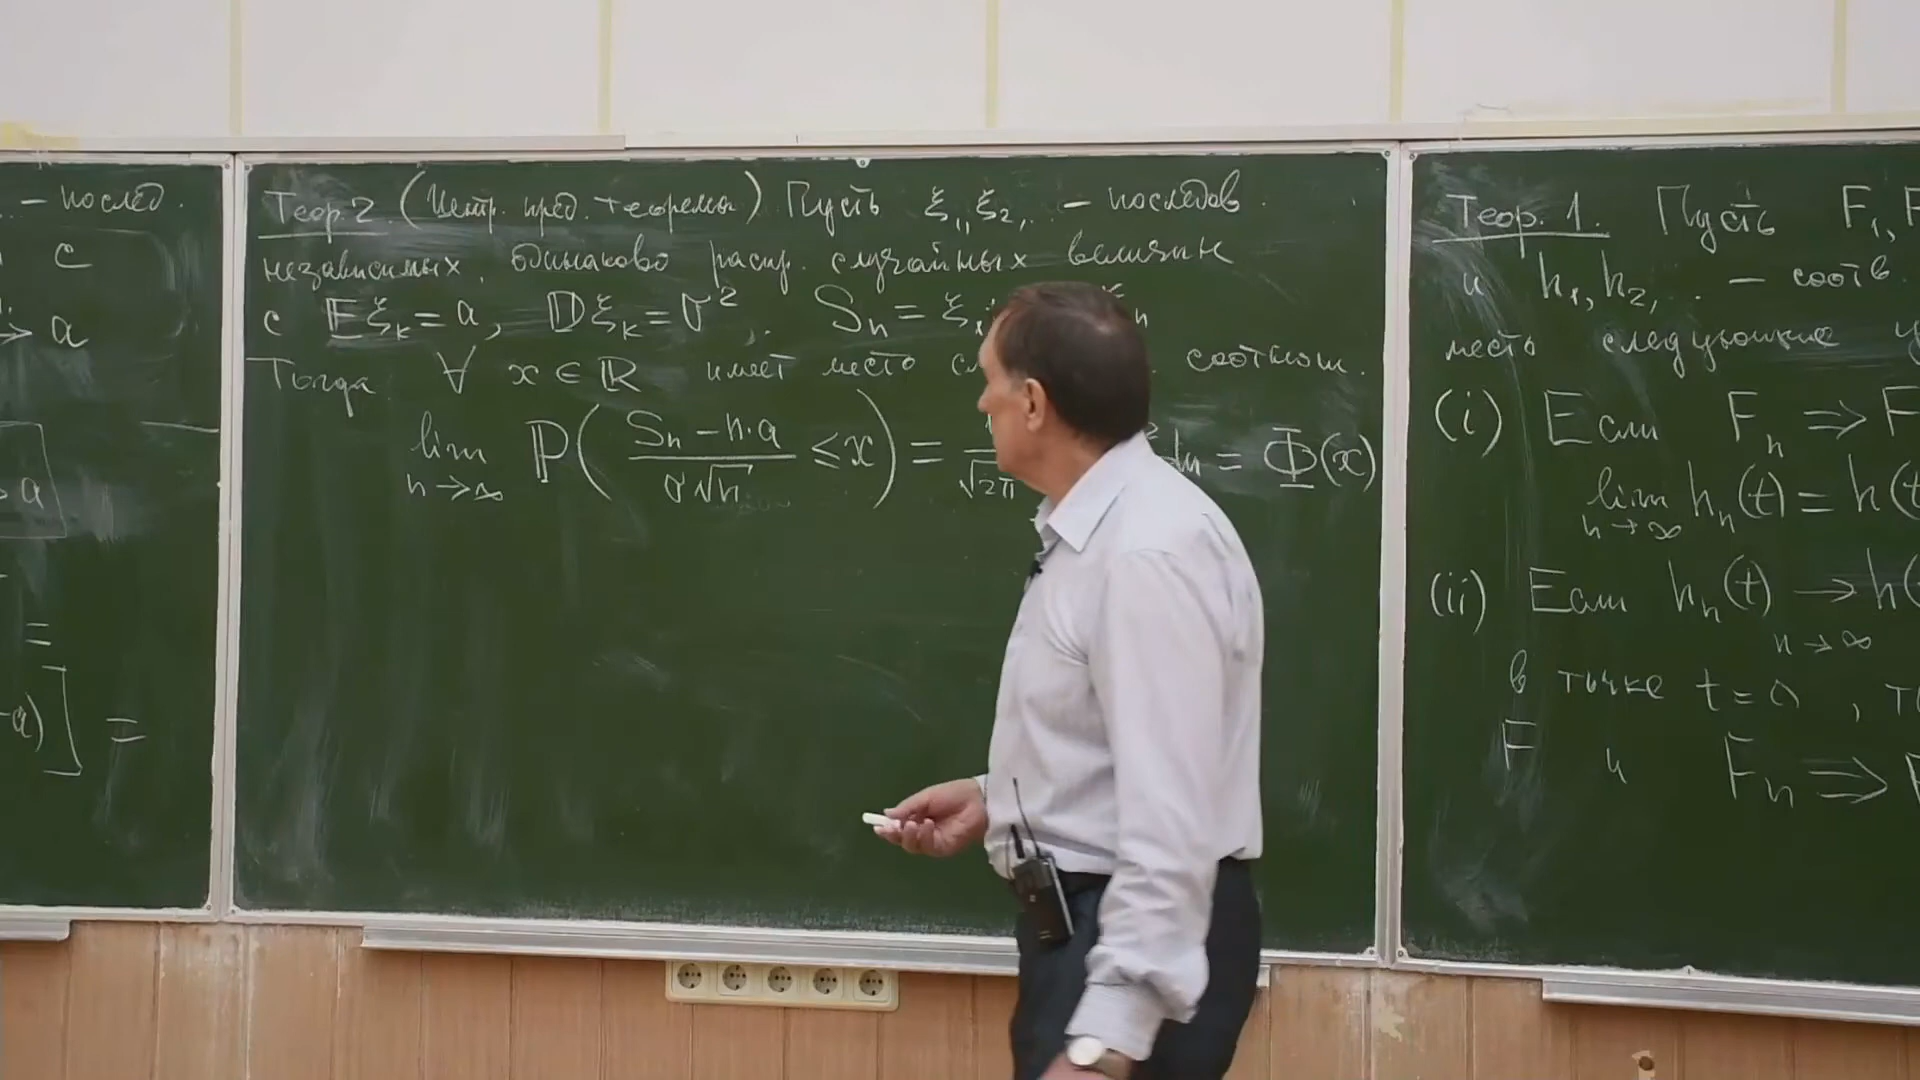 – послед.
с
→ a
a
=
-a)] =
Теор. 2 (Центр. пред. теорема) Пусть ξ₁, ξ₂, … – последов.
независимых, одинаково распр. случайных величин
с 𝔼ξₖ = a, 𝔻ξₖ = σ², Sₙ = ξ₁ n
Тогда ∀ x ∈ ℝ имеет место соотнош.
lim n→∞ ℙ( (Sₙ – n·a) / (σ√n) ≤ x ) = 1/√2π du = Φ(x)
Теор. 1. Пусть F₁, F
и h₁, h₂, … – соотв.
место следующие
(i) Если Fₙ ⇒ F
lim n→∞ hₙ(t) = h(t
(ii) Если hₙ(t) → n→∞ h(
в точке t = 0, то
F и Fₙ ⇒ F